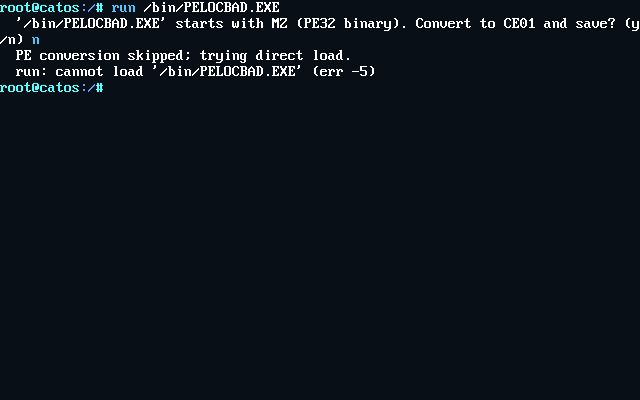 root@catos:/# run /bin/PELOCBAD.EXE
'/bin/PELOCBAD.EXE' starts with MZ (PE32 binary). Convert to CE01 and save? (y
/n) n
PE conversion skipped; trying direct load.
run: cannot load '/bin/PELOCBAD.EXE' (err -5)
root@catos:/#